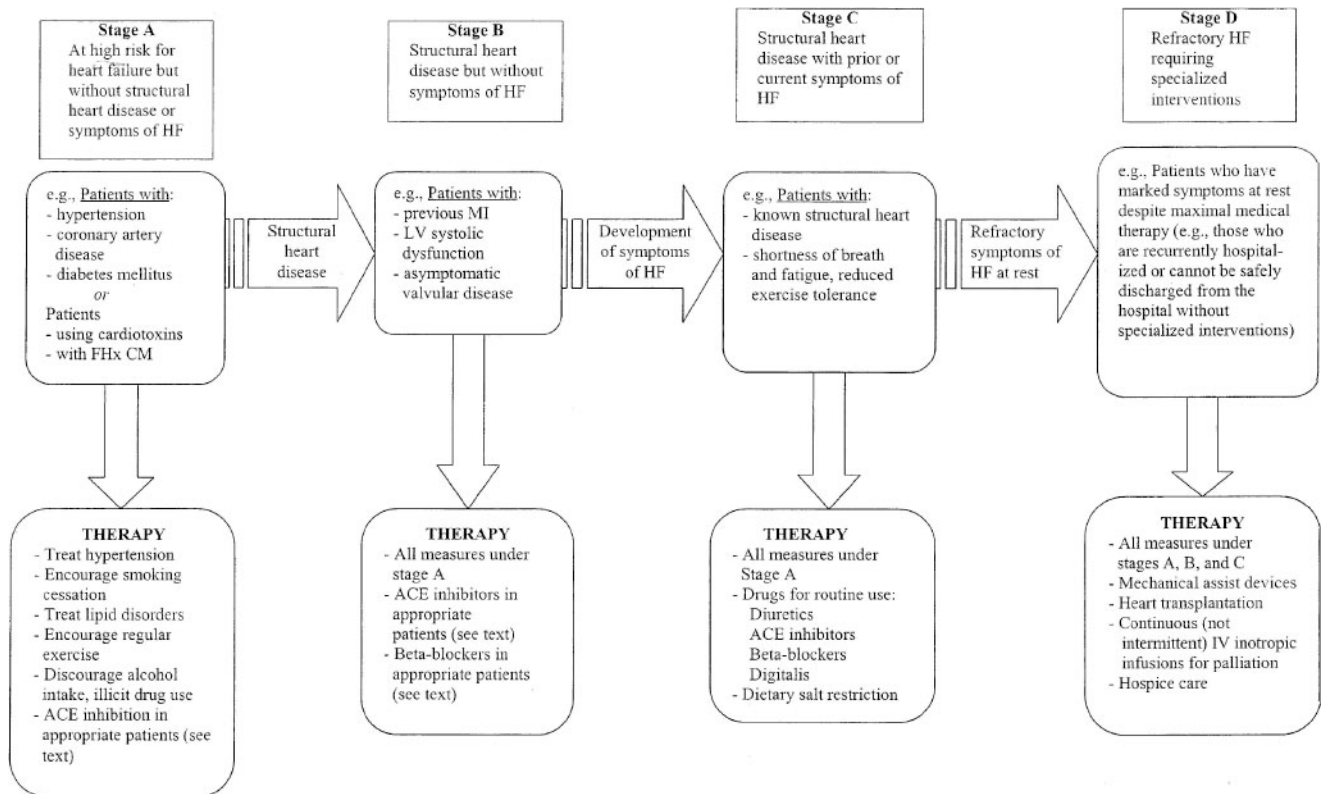 Stage A
At high risk for
heart failure but
without structural
heart disease or
symptoms of HF
Stage B
Structural heart
disease but without
symptoms of HF
Stage C
Structural heart
disease with prior or
current symptoms of
HF
Stage D
Refractory HF
requiring
specialized
interventions
e.g., Patients with:
- hypertension
- coronary artery
disease
- diabetes mellitus
or
Patients
- using cardiotoxins
- with FHx CM
Structural
heart
disease
e.g., Patients with:
- previous MI
- LV systolic
dysfunction
- asymptomatic
valvular disease
Development
of symptoms
of HF
e.g., Patients with:
- known structural heart
disease
- shortness of breath
and fatigue, reduced
exercise tolerance
Refractory
symptoms of
HF at rest
e.g., Patients who have
marked symptoms at rest
despite maximal medical
therapy (e.g., those who
are recurrently hospital-
ized or cannot be safely
discharged from the
hospital without
specialized interventions)
THERAPY
- Treat hypertension
- Encourage smoking
cessation
- Treat lipid disorders
- Encourage regular
exercise
- Discourage alcohol
intake, illicit drug use
- ACE inhibition in
appropriate patients (see
text)
THERAPY
- All measures under
stage A
- ACE inhibitors in
appropriate
patients (see text)
- Beta-blockers in
appropriate patients
(see text)
THERAPY
- All measures under
Stage A
- Drugs for routine use:
Diuretics
ACE inhibitors
Beta-blockers
Digitalis
- Dietary salt restriction
THERAPY
- All measures under
stages A, B, and C
- Mechanical assist devices
- Heart transplantation
- Continuous (not
intermittent) IV inotropic
infusions for palliation
- Hospice care